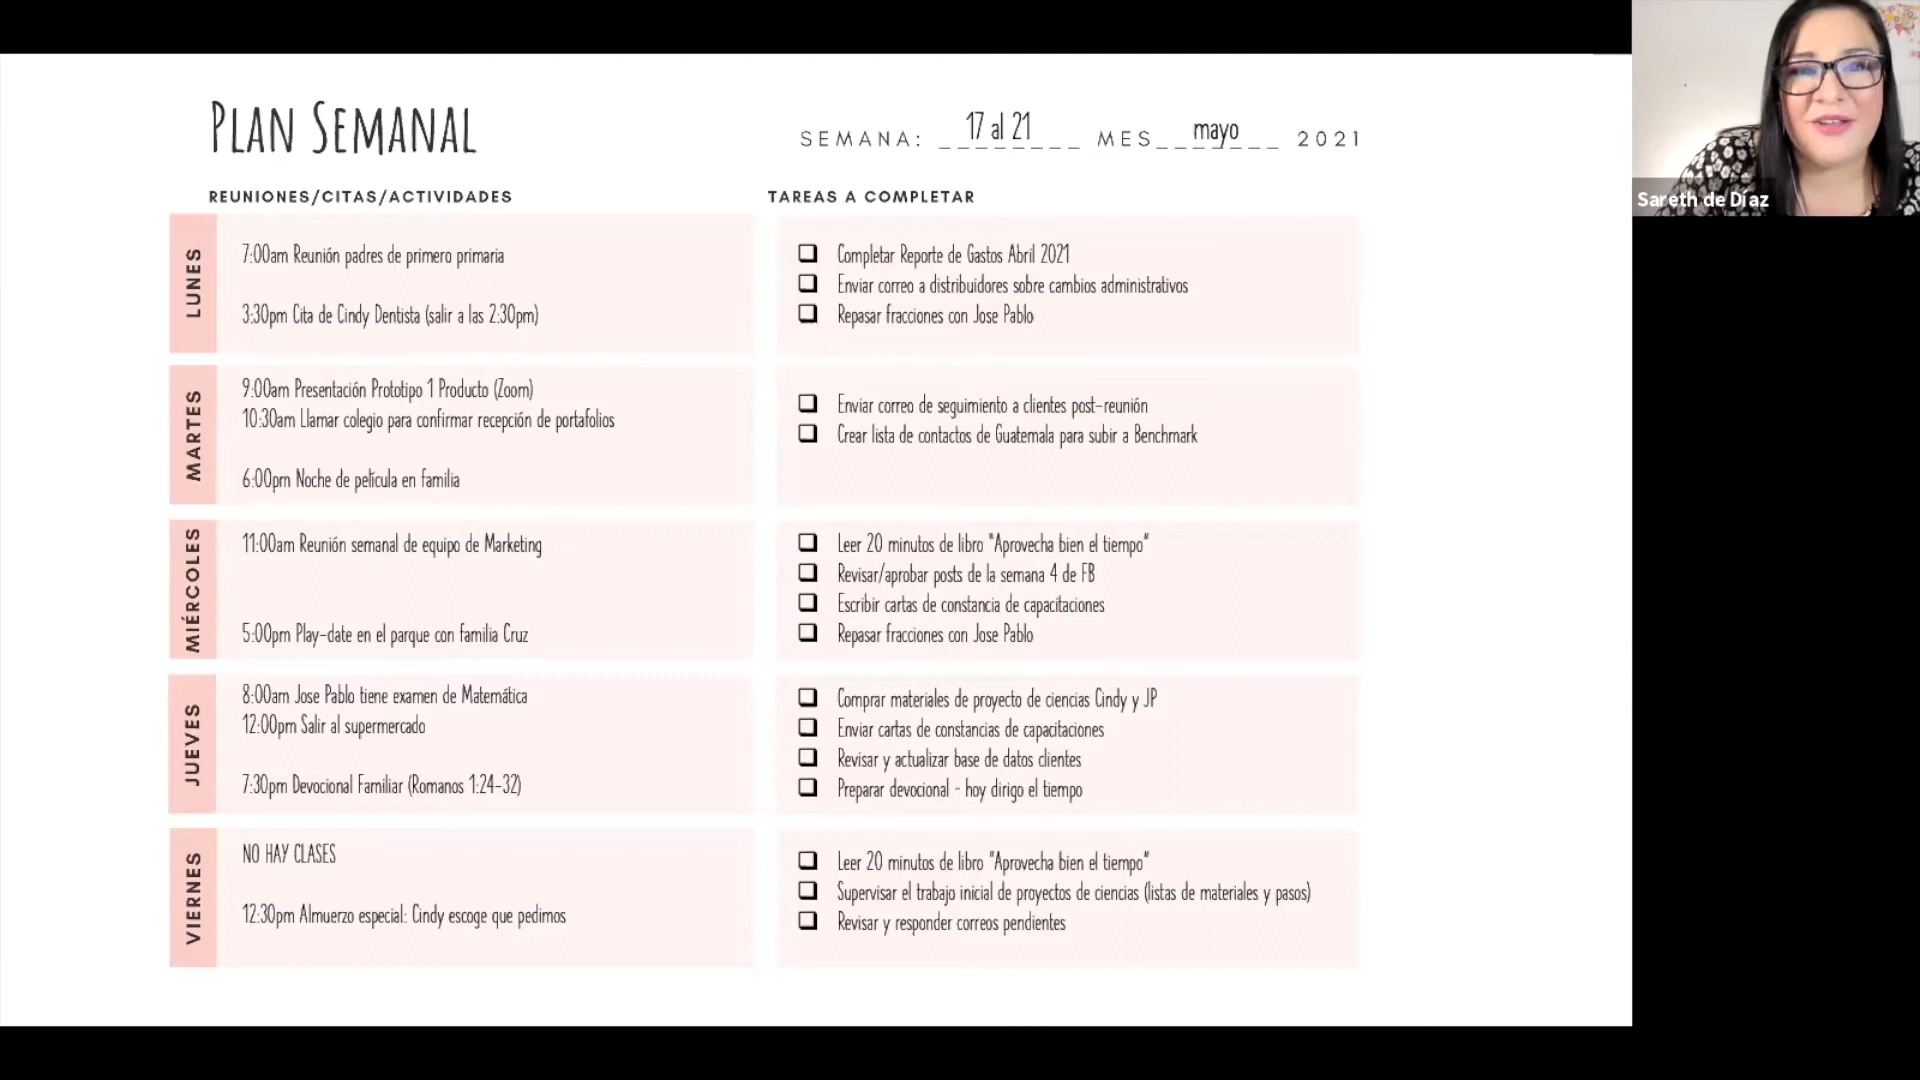 PLAN SEMANAL
SEMANA: 17 al 21 MES mayo 2021
REUNIONES/CITAS/ACTIVIDADES
TAREAS A COMPLETAR
LUNES
7:00am Reunión padres de primero primaria
3:30pm Cita de Cindy Dentista (salir a las 2:30pm)
Completar Reporte de Gastos Abril 2021
Enviar correo a distribuidores sobre cambios administrativos
Repasar fracciones con Jose Pablo
MARTES
9:00am Presentación Prototipo 1 Producto (Zoom)
10:30am Llamar colegio para confirmar recepción de portafolios
6:00pm Noche de película en familia
Enviar correo de seguimiento a clientes post-reunión
Crear lista de contactos de Guatemala para subir a Benchmark
MIÉRCOLES
11:00am Reunión semanal de equipo de Marketing
5:00pm Play-date en el parque con familia Cruz
Leer 20 minutos de libro "Aprovecha bien el tiempo"
Revisar/aprobar posts de la semana 4 de FB
Escribir cartas de constancia de capacitaciones
Repasar fracciones con Jose Pablo
JUEVES
8:00am Jose Pablo tiene examen de Matemática
12:00pm Salir al supermercado
7:30pm Devocional Familiar (Romanos 1:24-32)
Comprar materiales de proyecto de ciencias Cindy y JP
Enviar cartas de constancias de capacitaciones
Revisar y actualizar base de datos clientes
Preparar devocional - hoy dirigo el tiempo
VIERNES
NO HAY CLASES
12:30pm Almuerzo especial: Cindy escoge que pedimos
Leer 20 minutos de libro "Aprovecha bien el tiempo"
Supervisar el trabajo inicial de proyectos de ciencias (listas de materiales y pasos)
Revisar y responder correos pendientes
Sareth de Díaz